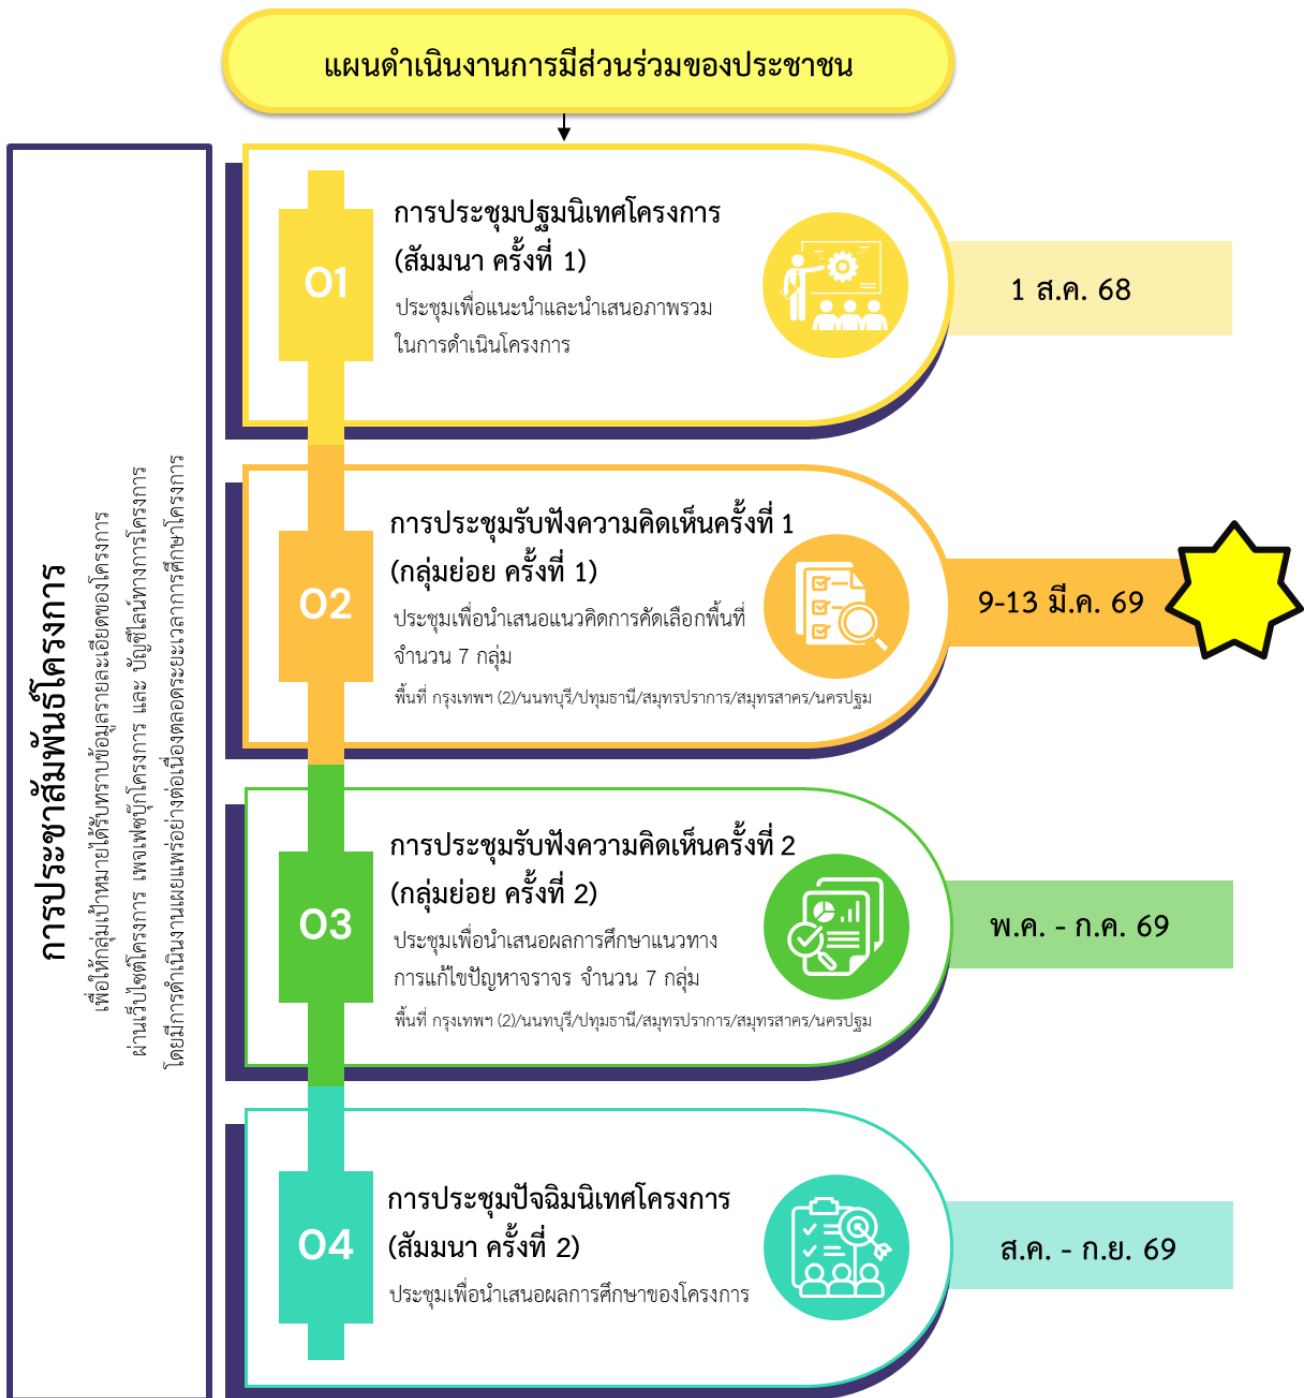 แผนดำเนินงานการมีส่วนร่วมของประชาชน
การประชาสัมพันธ์โครงการ
เพื่อให้กลุ่มเป้าหมายได้รับทราบข้อมูลรายละเอียดของโครงการ
ผ่านเว็บไซต์โครงการ เพจเฟซบุ๊กโครงการ และ บัญชีไลน์ทางการโครงการ
โดยมีการดำเนินงานเผยแพร่อย่างต่อเนื่องตลอดระยะเวลาการศึกษาโครงการ
01
การประชุมปฐมนิเทศโครงการ
(สัมมนา ครั้งที่ 1)
ประชุมเพื่อแนะนำและนำเสนอภาพรวม
ในการดำเนินโครงการ
1 ส.ค. 68
02
การประชุมรับฟังความคิดเห็นครั้งที่ 1
(กลุ่มย่อย ครั้งที่ 1)
ประชุมเพื่อนำเสนอแนวคิดการคัดเลือกพื้นที่
จำนวน 7 กลุ่ม
พื้นที่ กรุงเทพฯ (2)/นนทบุรี/ปทุมธานี/สมุทรปราการ/สมุทรสาคร/นครปฐม
9-13 มี.ค. 69
03
การประชุมรับฟังความคิดเห็นครั้งที่ 2
(กลุ่มย่อย ครั้งที่ 2)
ประชุมเพื่อนำเสนอผลการศึกษาแนวทาง
การแก้ไขปัญหาจราจร จำนวน 7 กลุ่ม
พื้นที่ กรุงเทพฯ (2)/นนทบุรี/ปทุมธานี/สมุทรปราการ/สมุทรสาคร/นครปฐม
พ.ค. - ก.ค. 69
04
การประชุมปัจฉิมนิเทศโครงการ
(สัมมนา ครั้งที่ 2)
ประชุมเพื่อนำเสนอผลการศึกษาของโครงการ
ส.ค. - ก.ย. 69